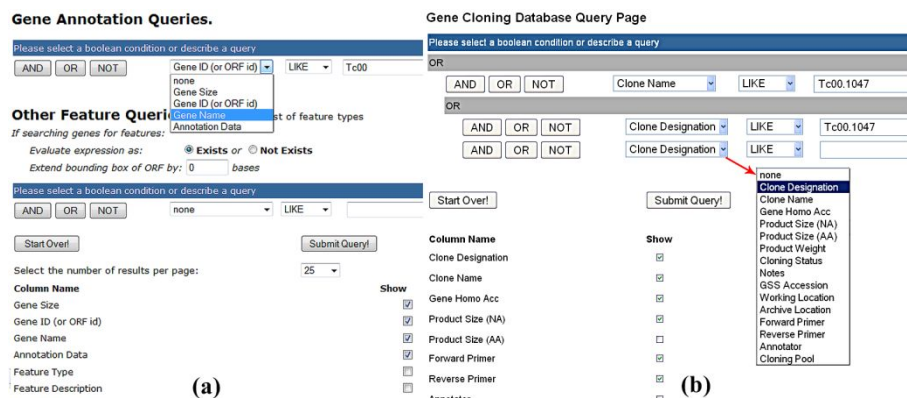 Gene Annotation Queries.
Please select a boolean condition or describe a query
AND OR NOT Gene ID (or ORF id) LIKE Tc00
none
Gene Size
Gene ID (or ORF id)
Gene Name
Annotation Data
Other Feature Queri st of feature types
If searching genes for features:
Evaluate expression as: Exists or Not Exists
Extend bounding box of ORF by: 0 bases
Please select a boolean condition or describe a query
AND OR NOT none LIKE
Start Over! Submit Query!
Select the number of results per page: 25
Column Name Show
Gene Size
Gene ID (or ORF id)
Gene Name
Annotation Data
Feature Type
Feature Description
(a)
Gene Cloning Database Query Page
Please select a boolean condition or describe a query
OR
AND OR NOT Clone Name LIKE Tc00.1047
OR
AND OR NOT Clone Designation LIKE Tc00.1047
AND OR NOT Clone Designation LIKE
none
Clone Designation
Clone Name
Gene Homo Acc
Product Size (NA)
Product Size (AA)
Product Weight
Cloning Status
Notes
GSS Accession
Working Location
Archive Location
Forward Primer
Reverse Primer
Annotator
Cloning Pool
Start Over! Submit Query!
Column Name Show
Clone Designation
Clone Name
Gene Homo Acc
Product Size (NA)
Product Size (AA)
Forward Primer
Reverse Primer
(b)